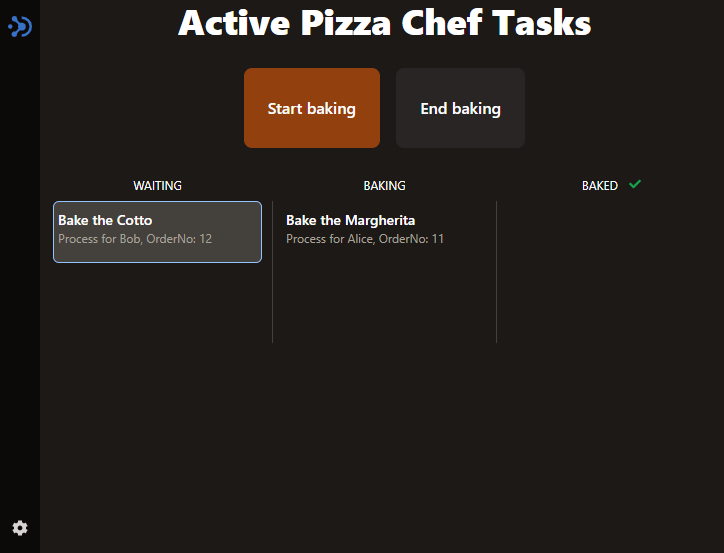 Active Pizza Chef Tasks
Start baking
End baking
WAITING
BAKING
BAKED
Bake the Cotto
Process for Bob, OrderNo: 12
Bake the Margherita
Process for Alice, OrderNo: 11